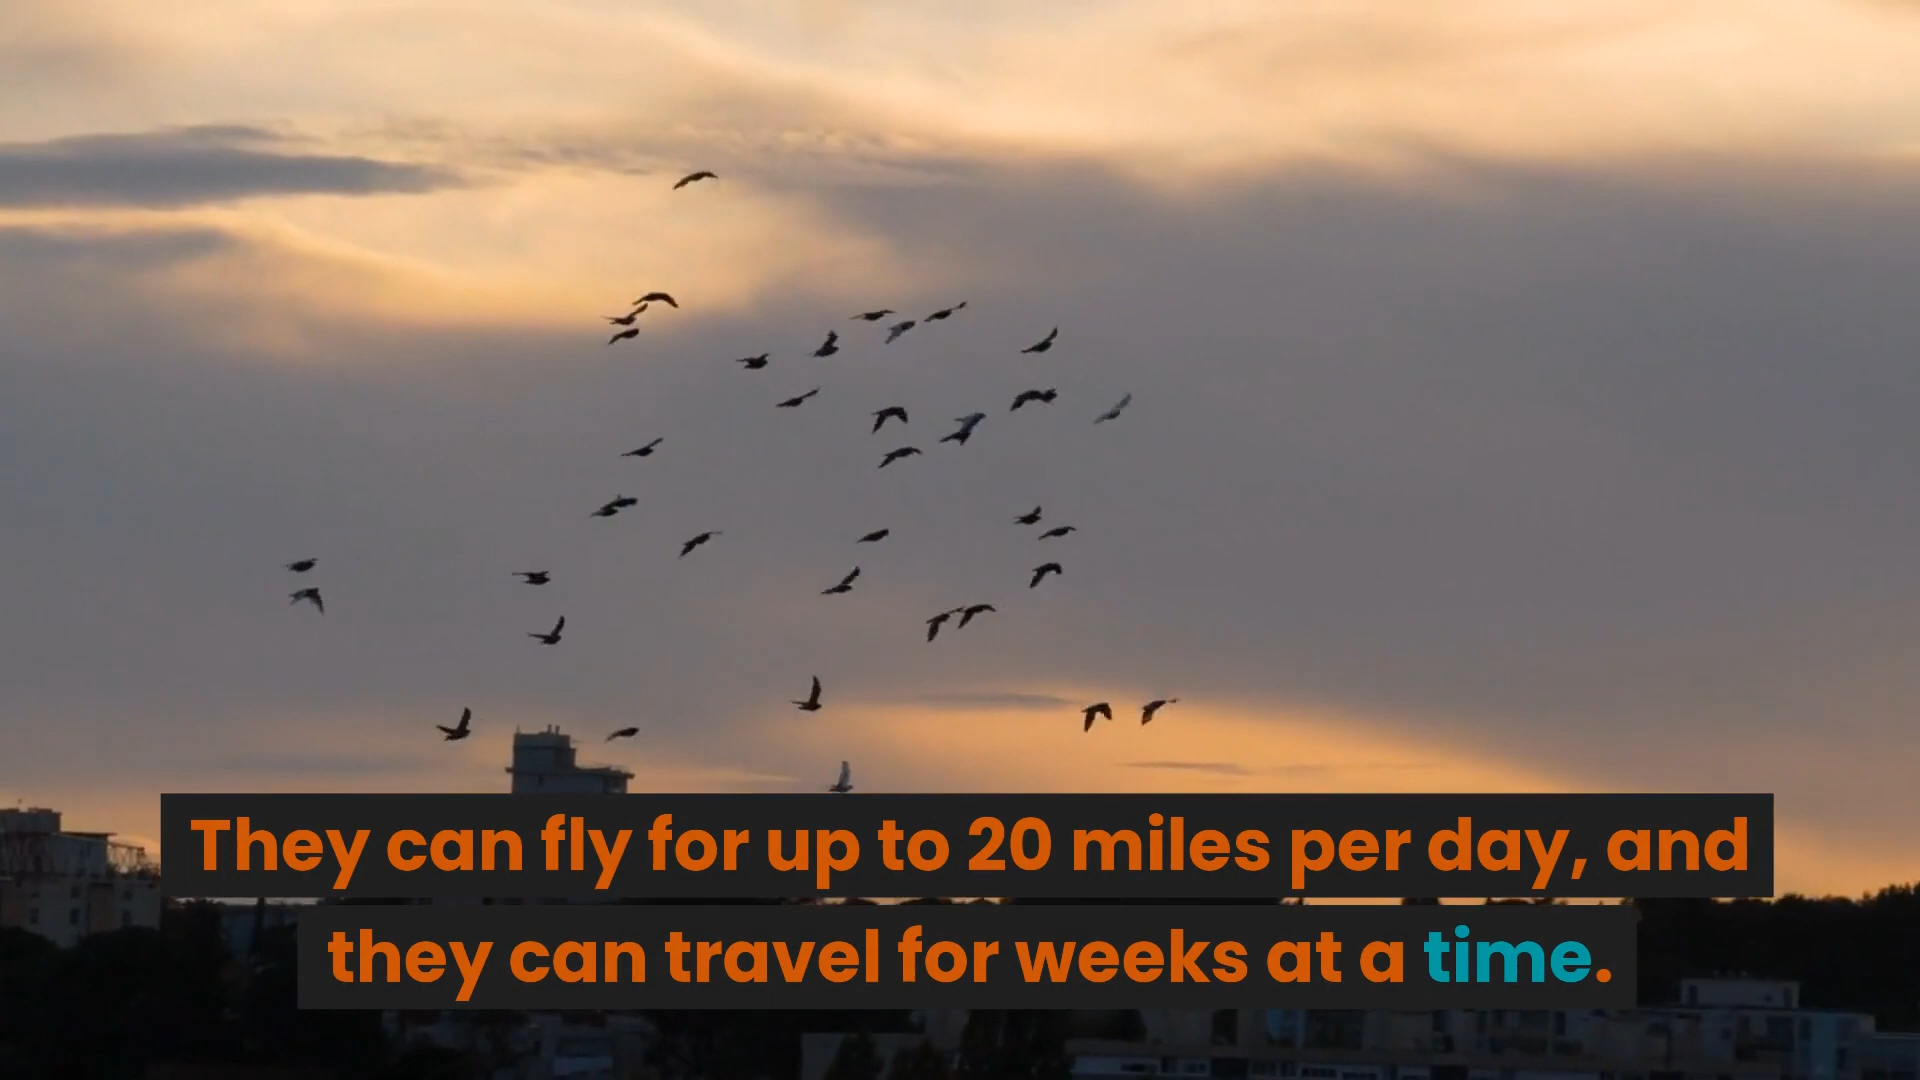 They can fly for up to 20 miles per day, and
they can travel for weeks at a time.